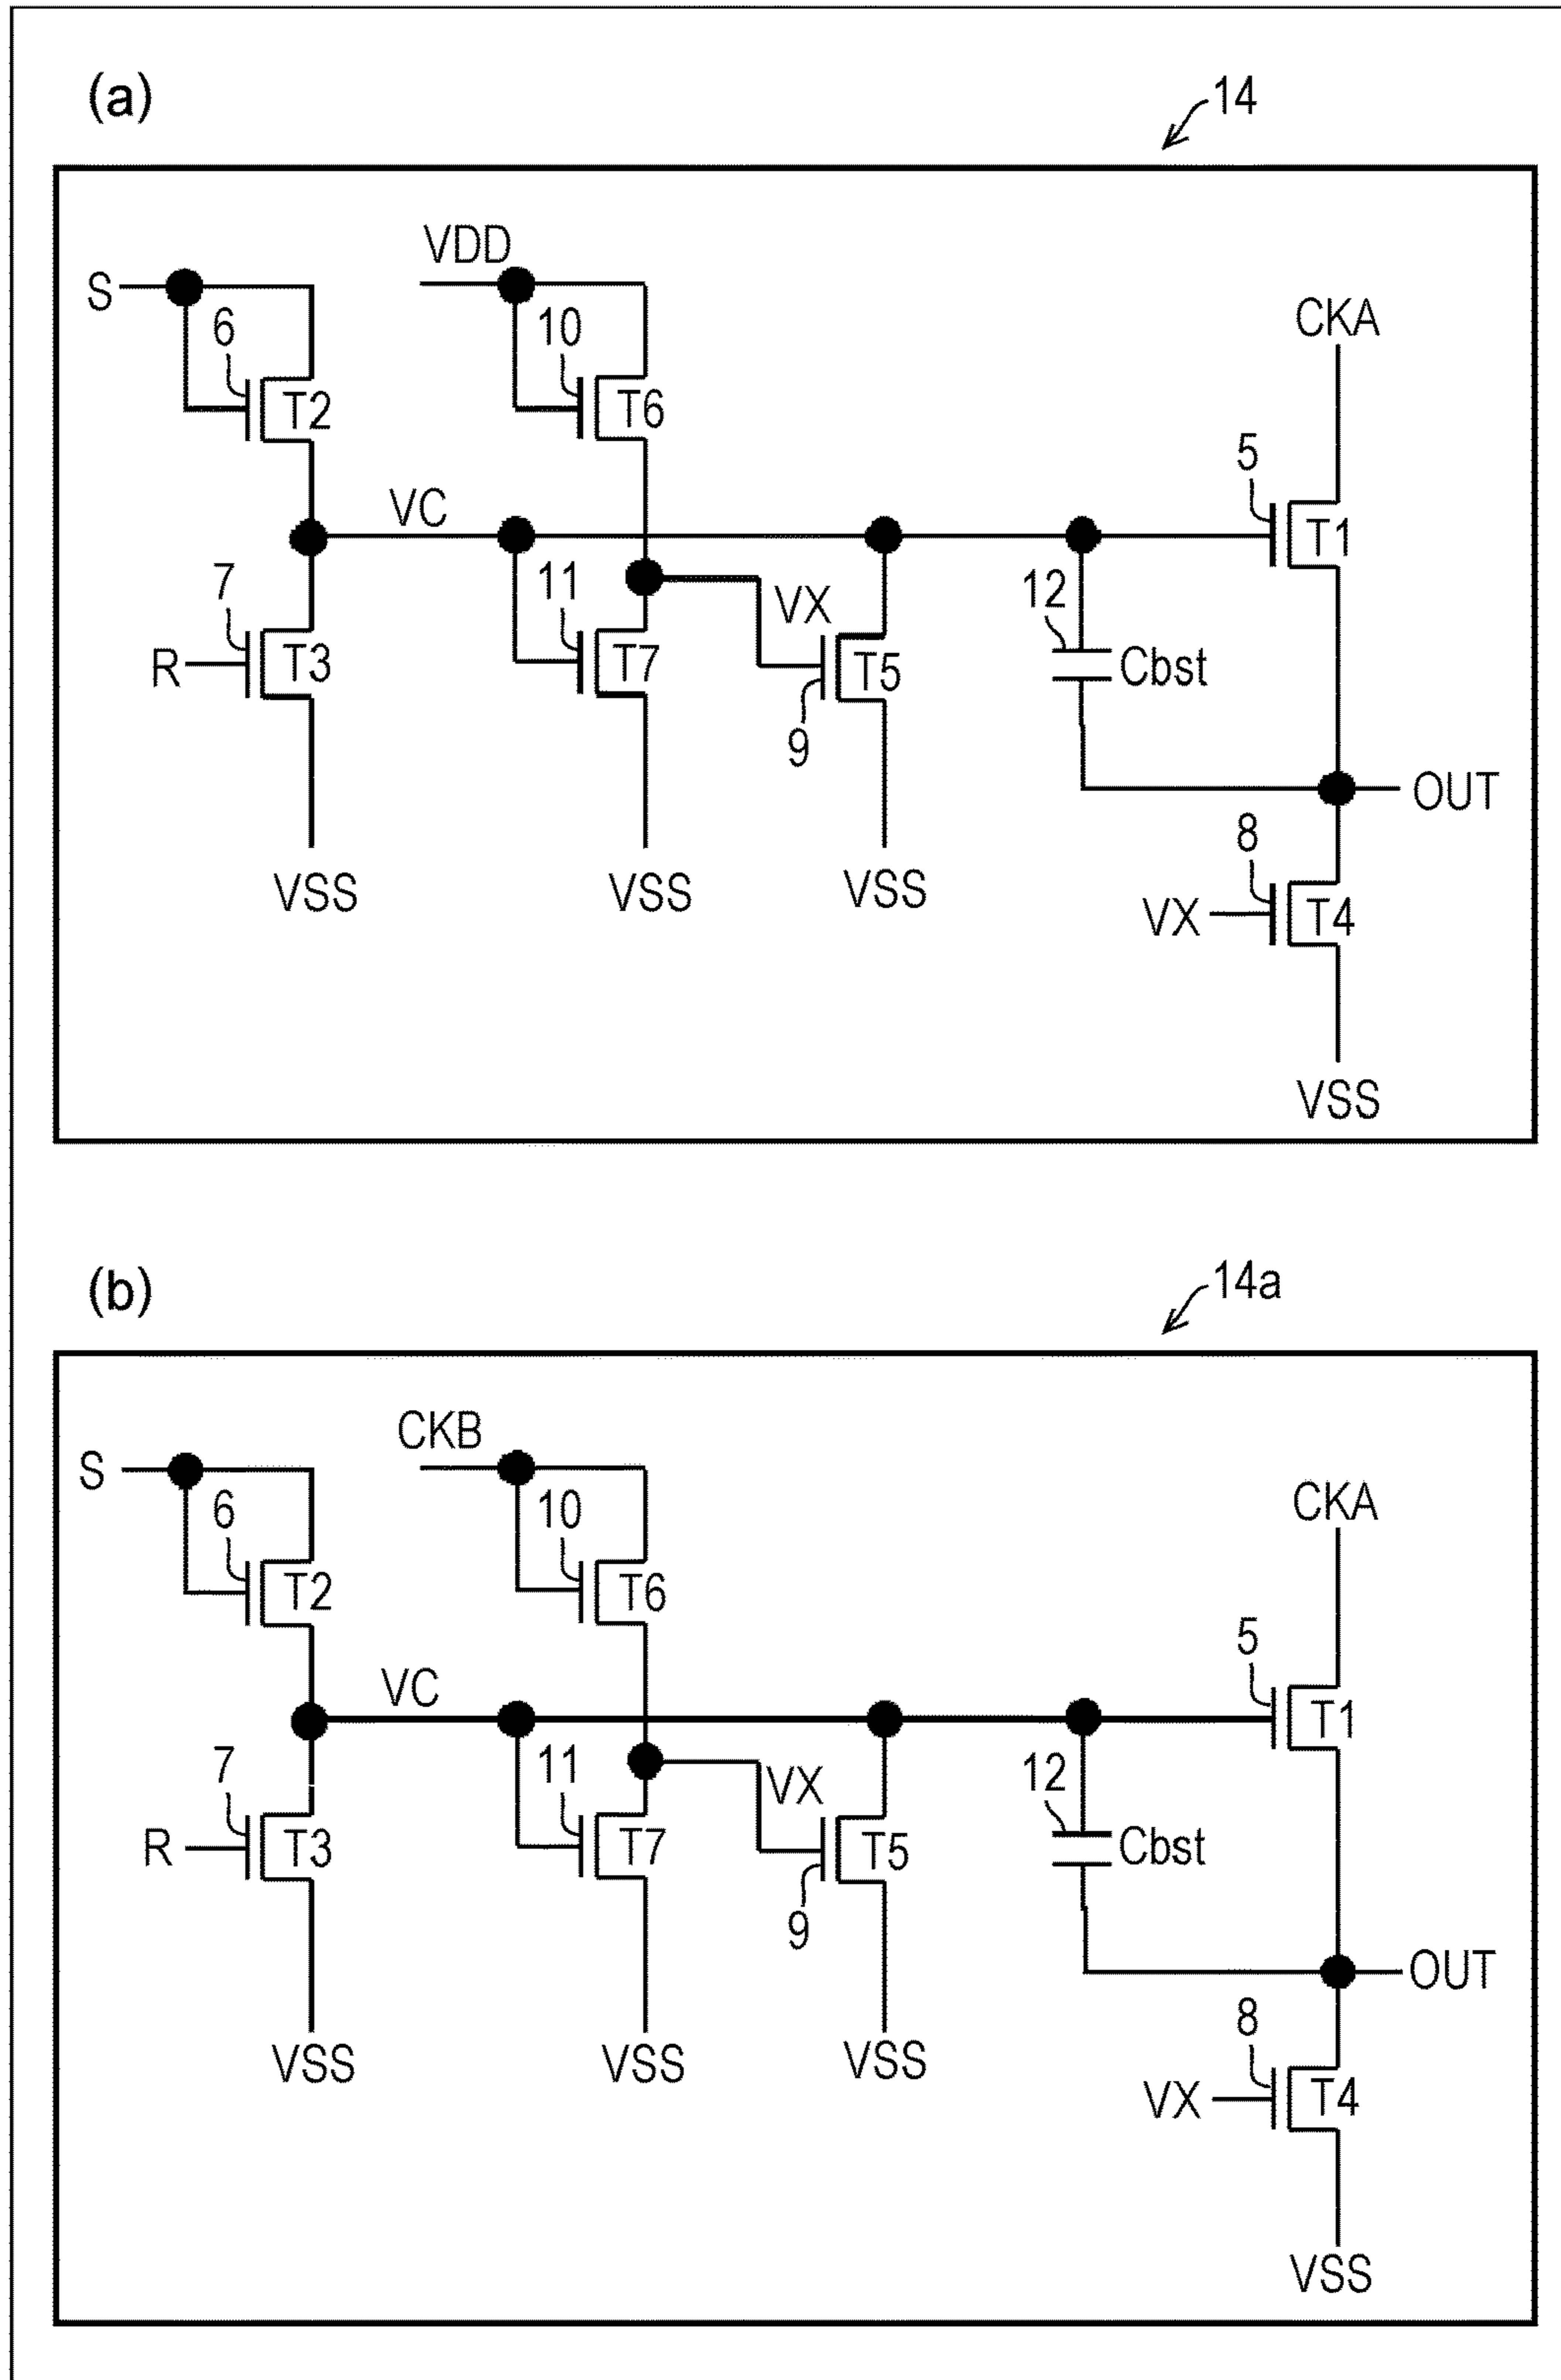 (a)
14
S
VDD
6
10
CKA
T2
T6
5
VC
T1
7
11
VX
12
R
T3
T7
T5
Cbst
9
OUT
8
VSS
VSS
VSS
VX
T4
VSS
(b)
14a
S
CKB
6
10
CKA
T2
T6
5
VC
T1
7
11
VX
12
R
T3
T7
T5
Cbst
9
OUT
8
VSS
VSS
VSS
VX
T4
VSS